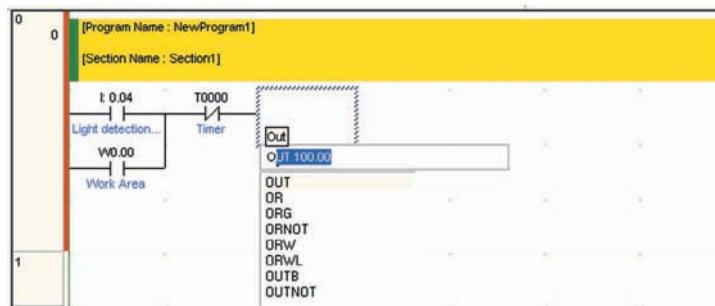 0
0
[Program Name : NewProgram1]
[Section Name : Section1]
I: 0.04
T0000
Light detection...
Timer
W0.00
Work Area
Out
OUT 100.00
OUT
OR
ORG
ORNOT
ORW
ORWL
OUTB
OUTNOT
1